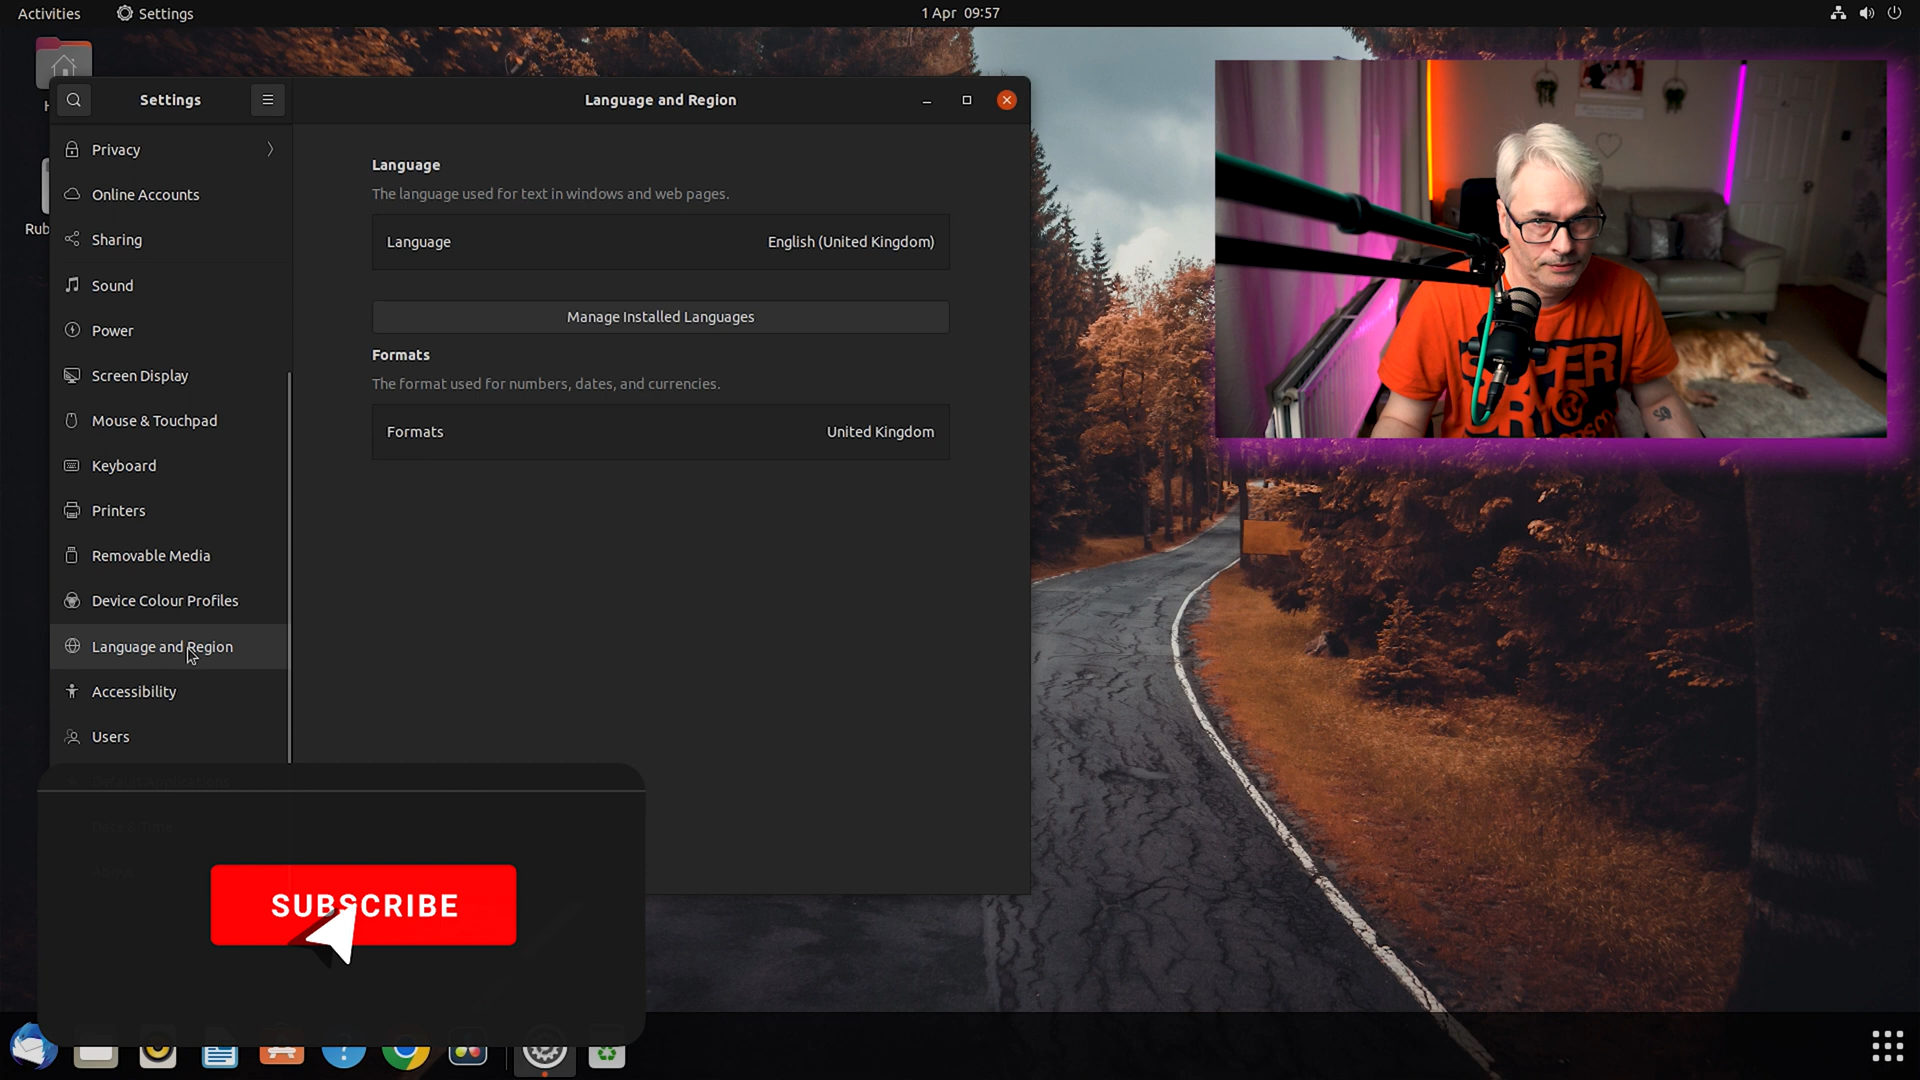 Activities
Settings
1 Apr 09:57
Settings
Language and Region
Privacy
Online Accounts
Sharing
Sound
Power
Screen Display
Mouse & Touchpad
Keyboard
Printers
Removable Media
Device Colour Profiles
Language and Region
Accessibility
Users
Language
The language used for text in windows and web pages.
Language
English (United Kingdom)
Manage Installed Languages
Formats
The format used for numbers, dates, and currencies.
Formats
United Kingdom
SUBSCRIBE